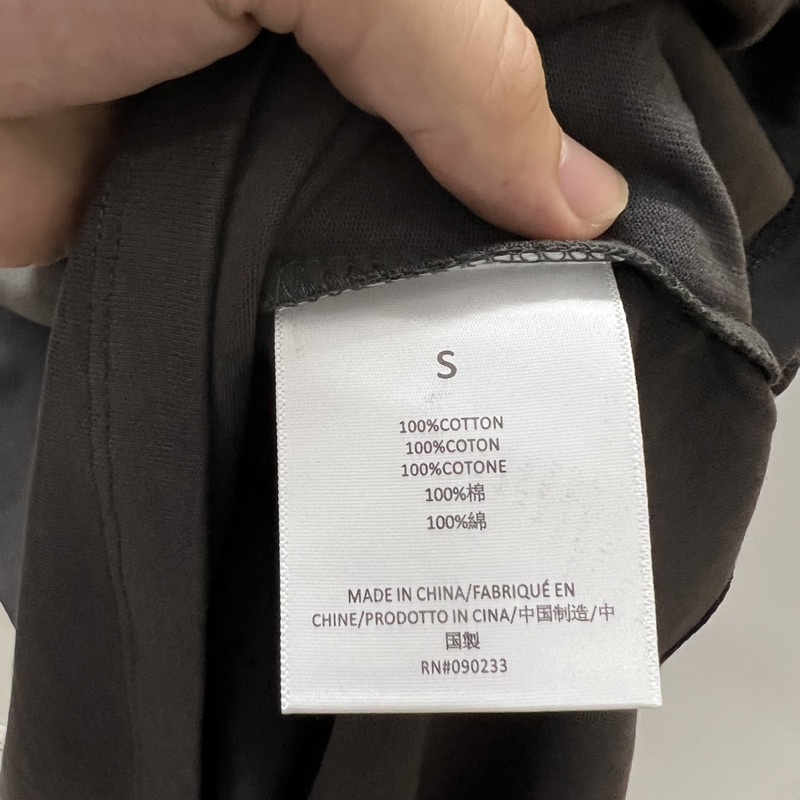 S
100%COTTON
100%COTON
100%COTONE
100%棉
100%綿
MADE IN CHINA/FABRIQUÉ EN
CHINE/PRODOTTO IN CINA/中国制造/中
国製
RN#090233